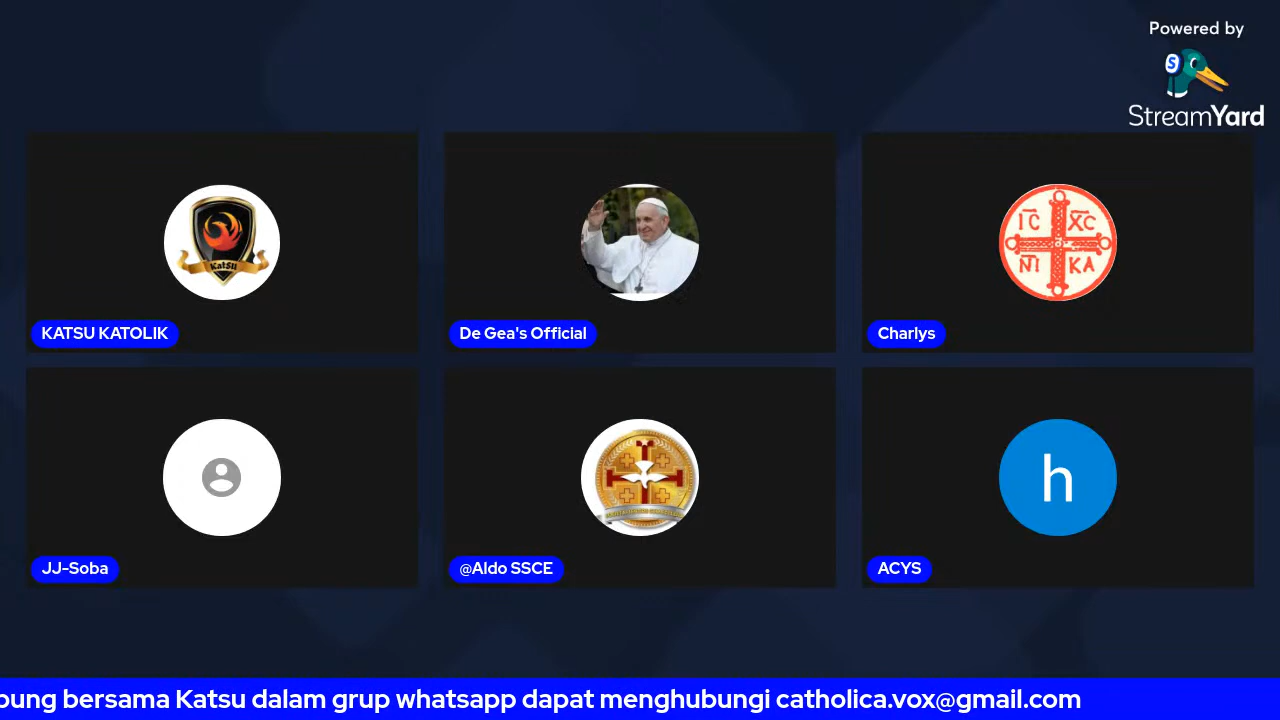 Powered by
StreamYard
KatSu
IC XC
NI KA
KATSU KATOLIK
De Gea's Official
Charlys
h
JJ-Soba
@Aldo SSCE
ACYS
bersama Katsu dalam grup whatsapp dapat menghubungi catholica.vox@gmail.com